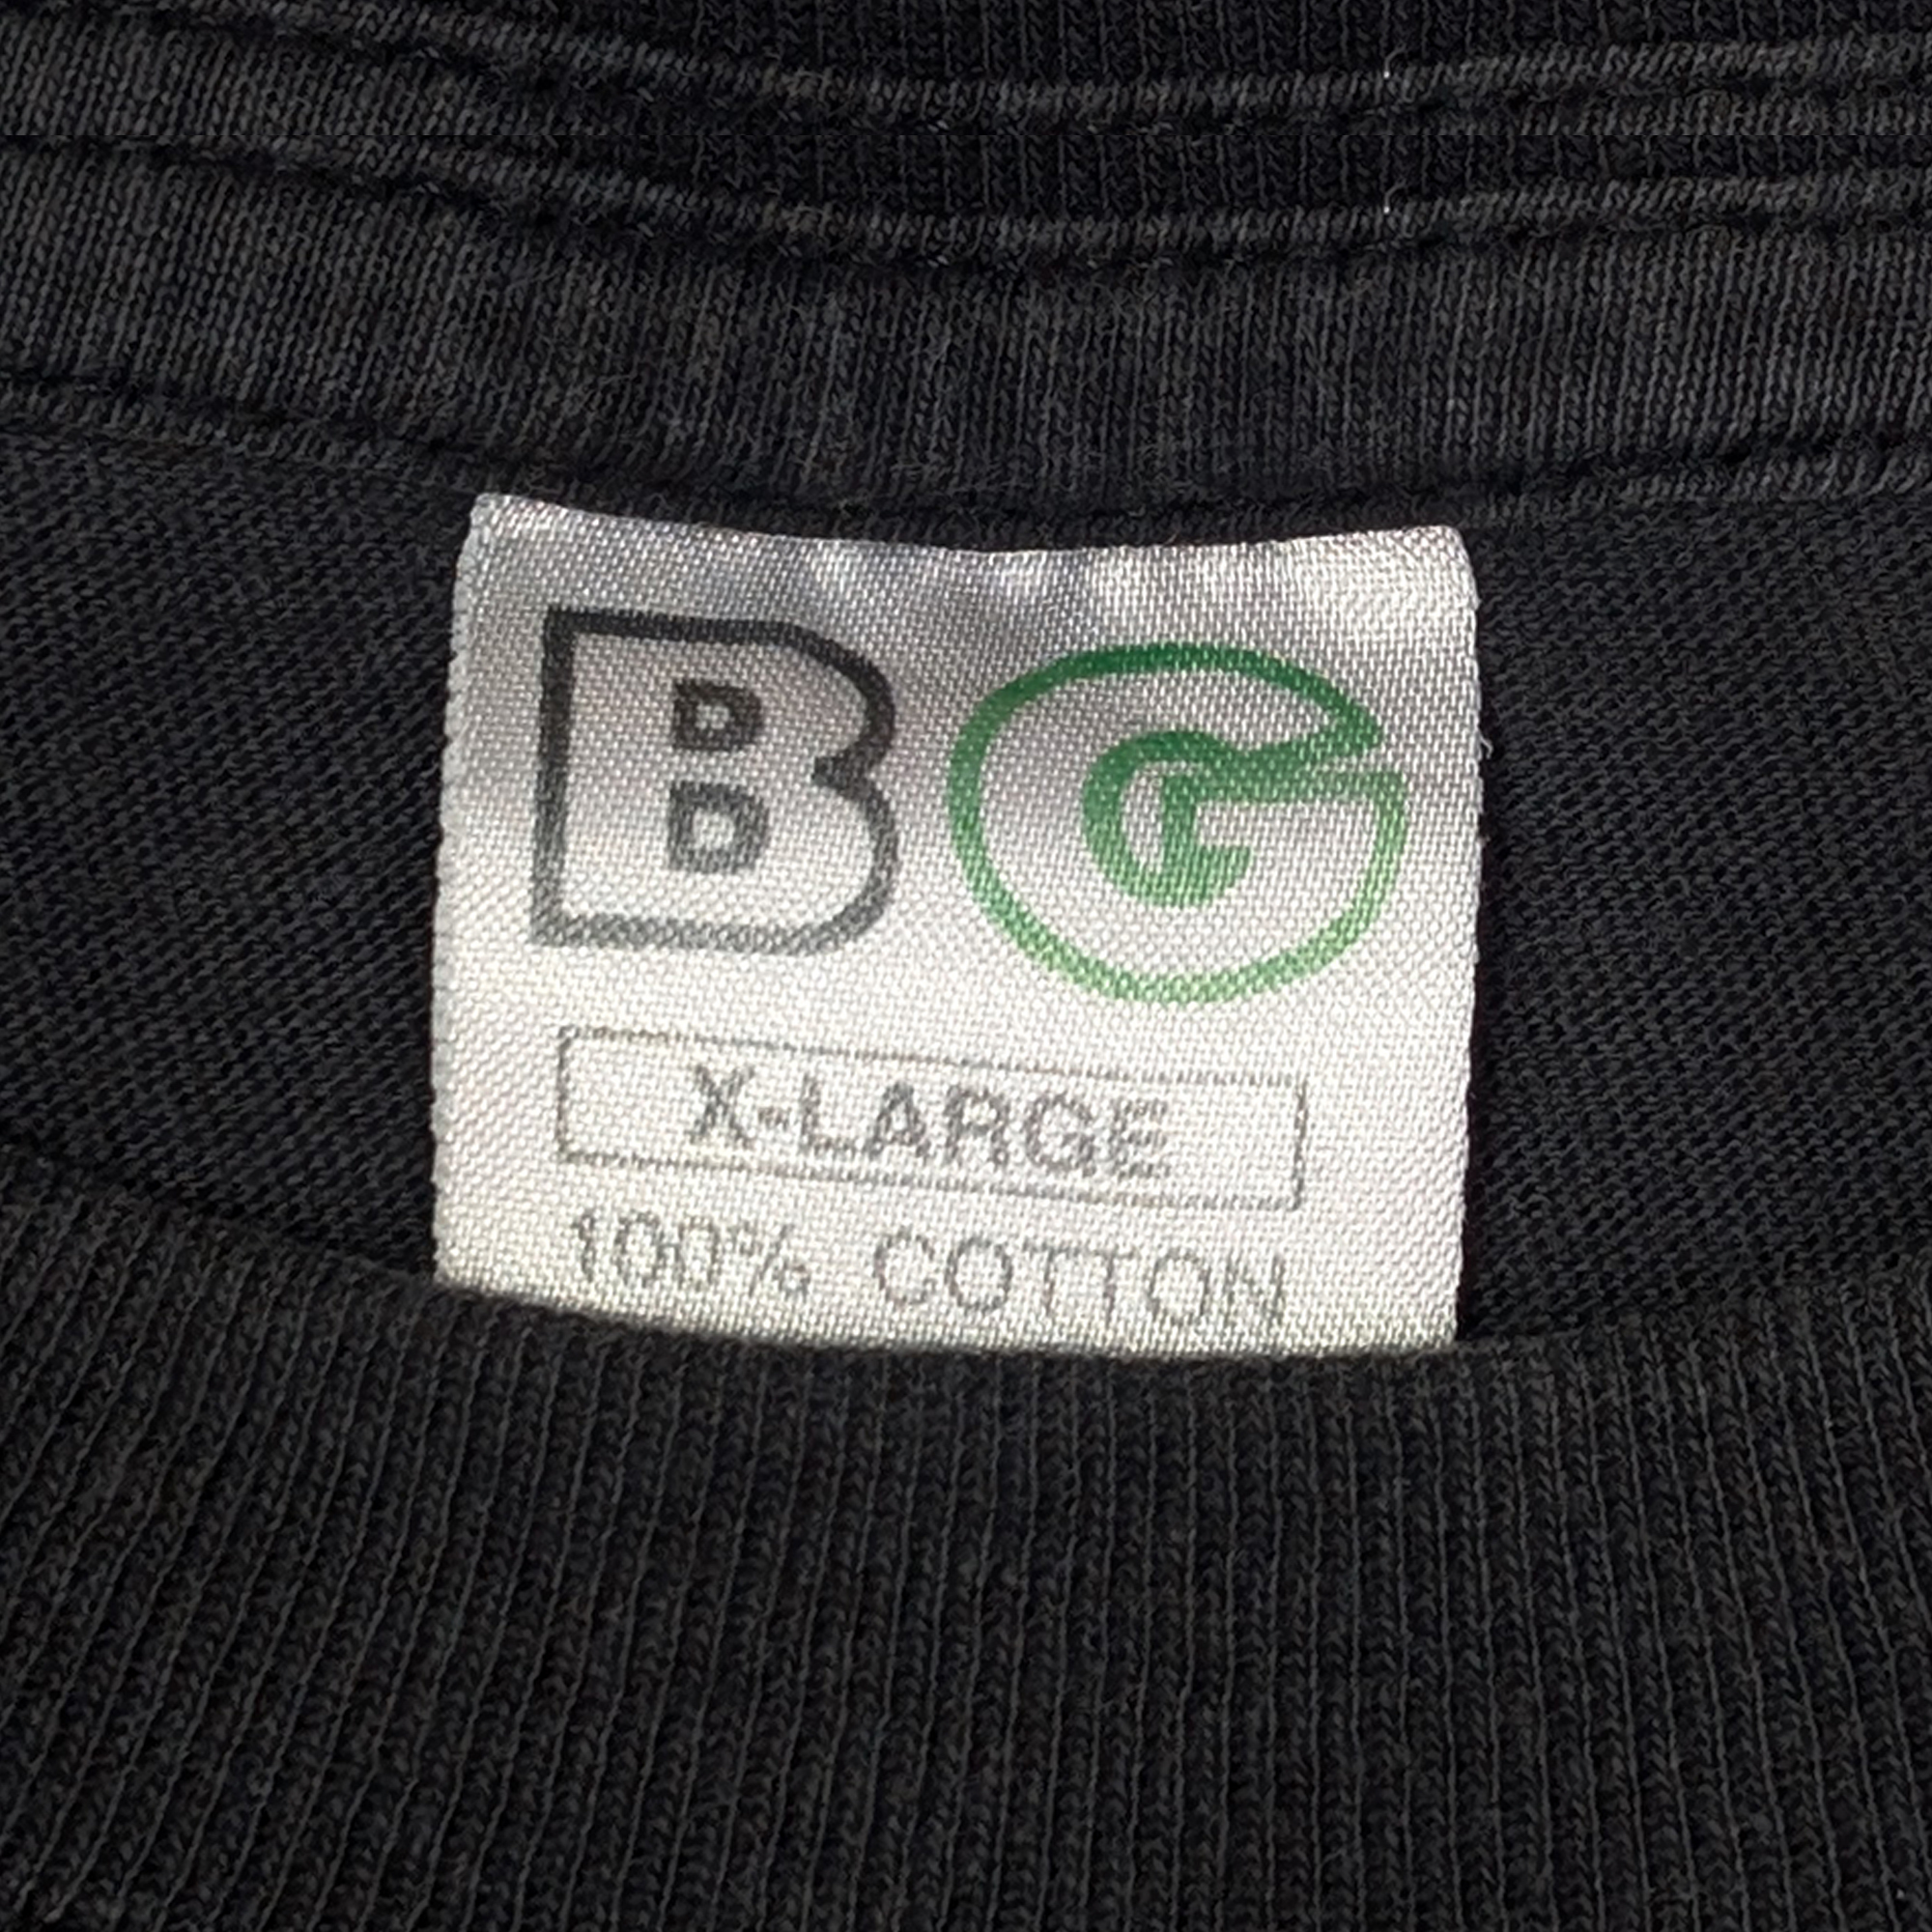 BG
X-LARGE
100% COTTON